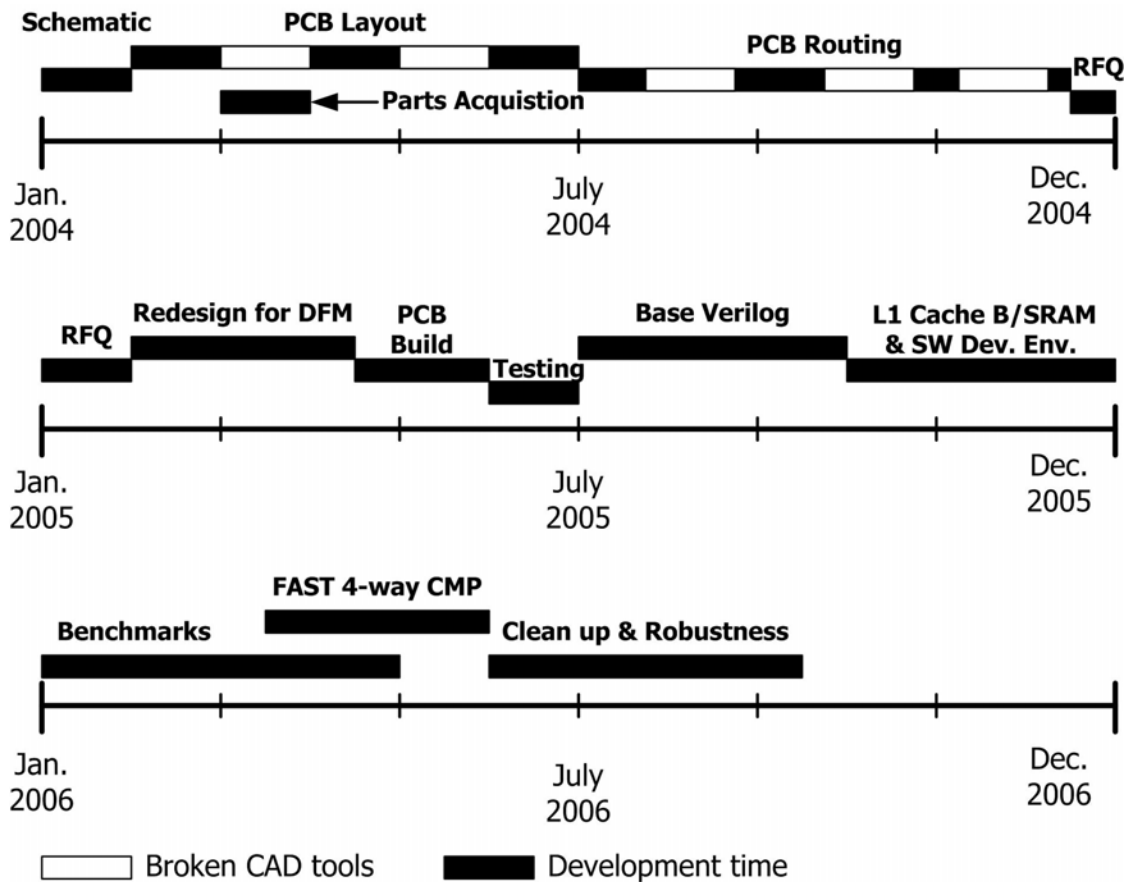 Schematic
PCB Layout
PCB Routing
RFQ
Parts Acquistion
Jan.
2004
July
2004
Dec.
2004
RFQ
Redesign for DFM
PCB
Build
Testing
Base Verilog
L1 Cache B/SRAM
& SW Dev. Env.
Jan.
2005
July
2005
Dec.
2005
FAST 4-way CMP
Benchmarks
Clean up & Robustness
Jan.
2006
July
2006
Dec.
2006
Broken CAD tools
Development time